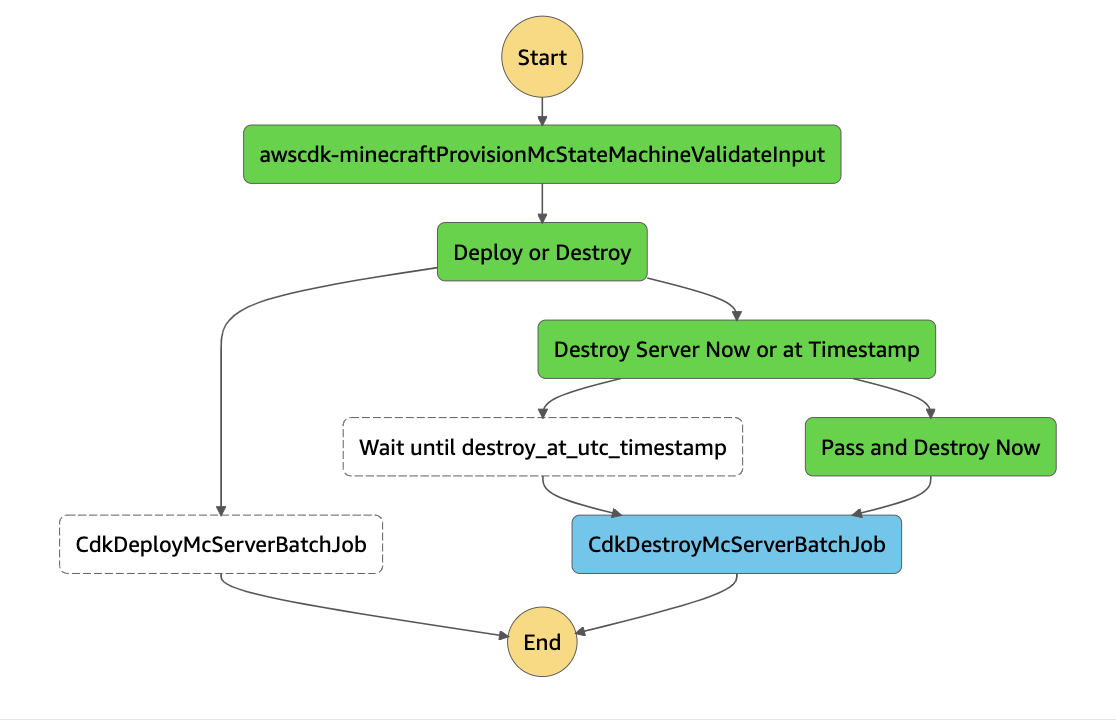 Start
awscdk-minecraftProvisionMcStateMachineValidateInput
Deploy or Destroy
Destroy Server Now or at Timestamp
Wait until destroy_at_utc_timestamp
Pass and Destroy Now
CdkDeployMcServerBatchJob
CdkDestroyMcServerBatchJob
End